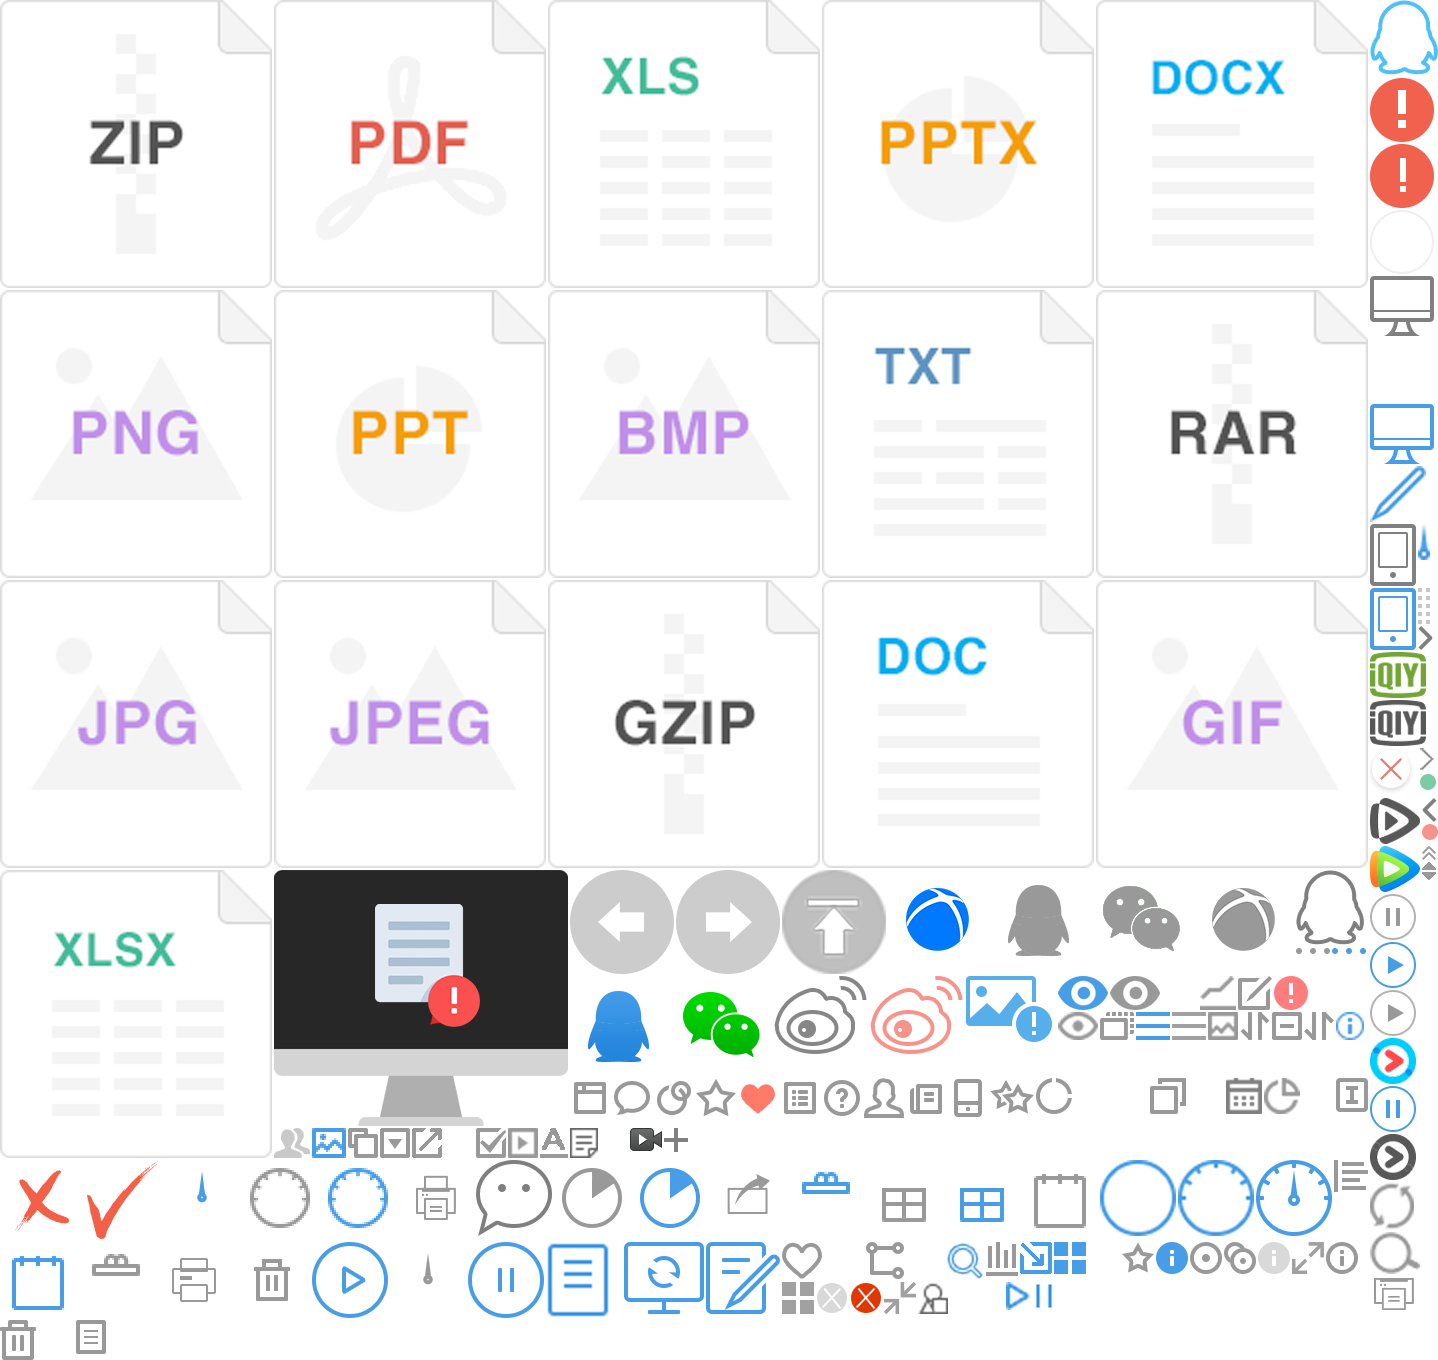 ZIP
PDF
XLS
PPTX
DOCX
PNG
PPT
BMP
TXT
RAR
JPG
JPEG
GZIP
DOC
GIF
iQIYI
iQIYI
XLSX